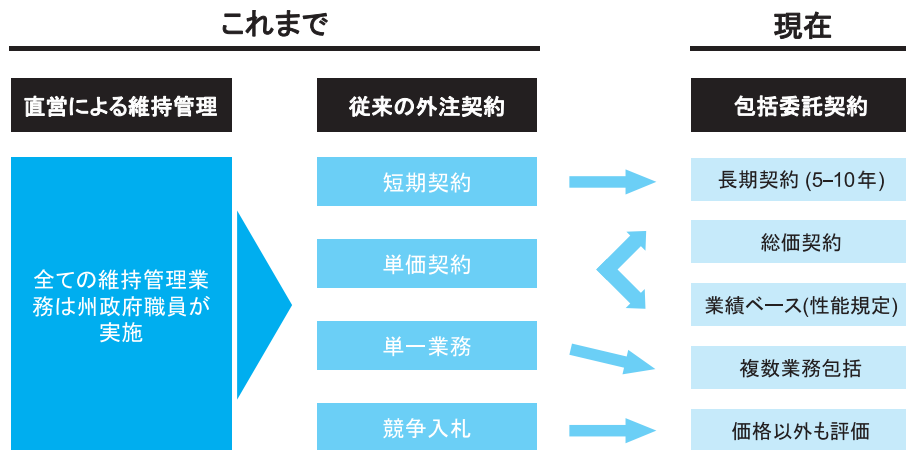 これまで
現在
直営による維持管理
従来の外注契約
包括委託契約
全ての維持管理業
務は州政府職員が
実施
短期契約
単価契約
単一業務
競争入札
長期契約 (5–10年)
総価契約
業績ベース(性能規定)
複数業務包括
価格以外も評価